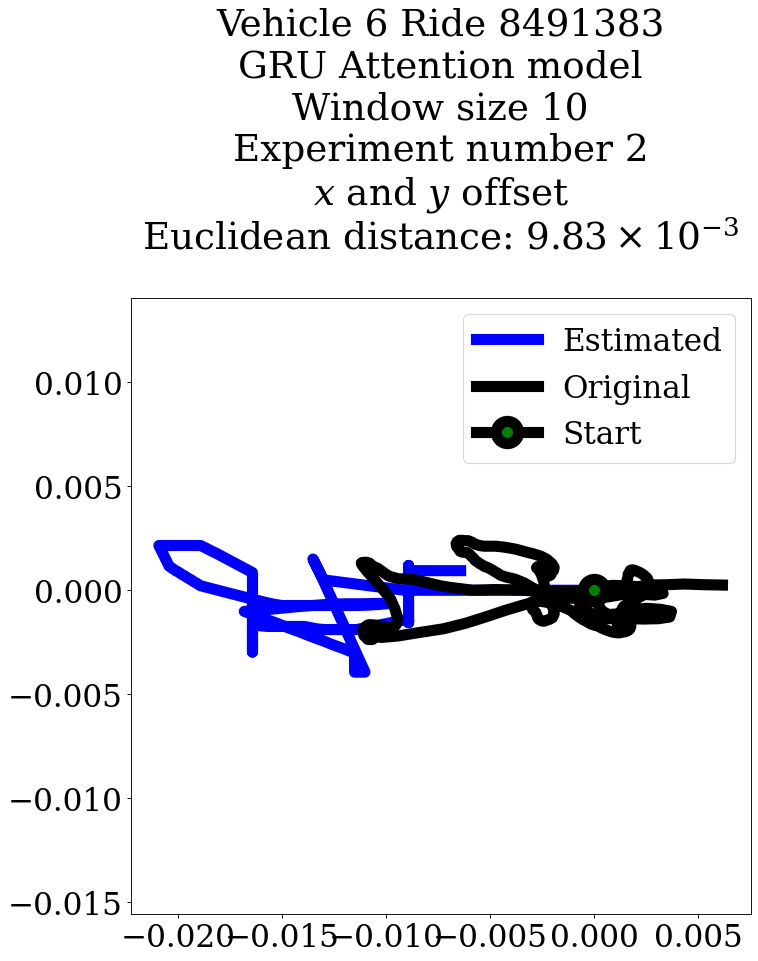 Vehicle 6 Ride 8491383
GRU Attention model
Window size 10
Experiment number 2
x and y offset
Euclidean distance: 9.83 × 10⁻³
Estimated
Original
Start
0.010
0.005
0.000
−0.005
−0.010
−0.015
−0.020 −0.015 −0.010 −0.005 0.000 0.005